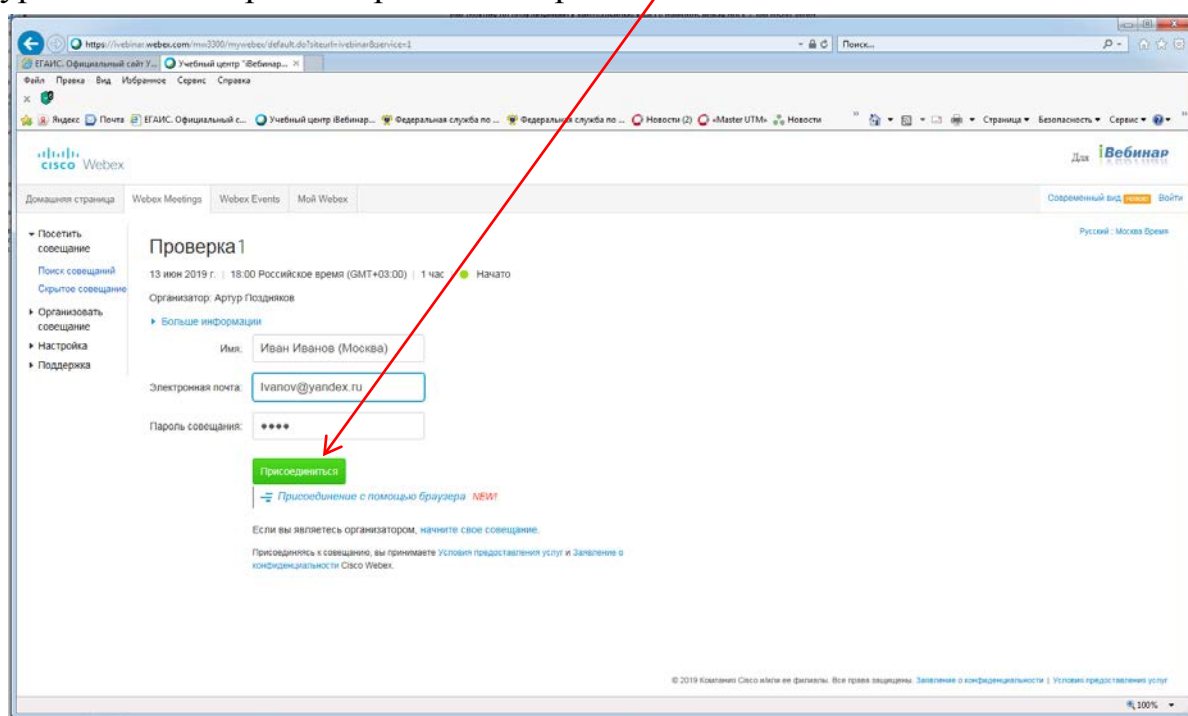 https://ivebinar.webex.com/mw3300/mywebex/default.do?siteurl=ivebinar&service=1
Поиск...
ЕГАИС. Официальный сайт У...
Учебный центр "iВебинар...
Файл Правка Вид Избранное Сервис Справка
Яндекс Почта ЕГАИС. Официальный с... Учебный центр iВебинар... Федеральная служба по ... Федеральная служба по ... Новости (2) «Master UTM» Новости Страница Безопасность Сервис
cisco Webex
Для iВебинар
Домашняя страница Webex Meetings Webex Events Мой Webex
Современный вид Войти
Русский : Москва Время
Посетить
совещание
Поиск совещаний
Скрытое совещание
Организовать
совещание
Настройка
Поддержка
Проверка1
13 июн 2019 г. | 18:00 Российское время (GMT+03:00) | 1 час | Начато
Организатор: Артур Поздняков
Больше информации
Имя: Иван Иванов (Москва)
Электронная почта: Ivanov@yandex.ru
Пароль совещания: ••••
Присоединиться
Присоединение с помощью браузера NEW!
Если вы являетесь организатором, начните свое совещание.
Присоединяясь к совещанию, вы принимаете Условия предоставления услуг и Заявление о
конфиденциальности Cisco Webex.
© 2019 Компания Cisco и/или ее филиалы. Все права защищены. Заявление о конфиденциальности | Условия предоставления услуг
100%